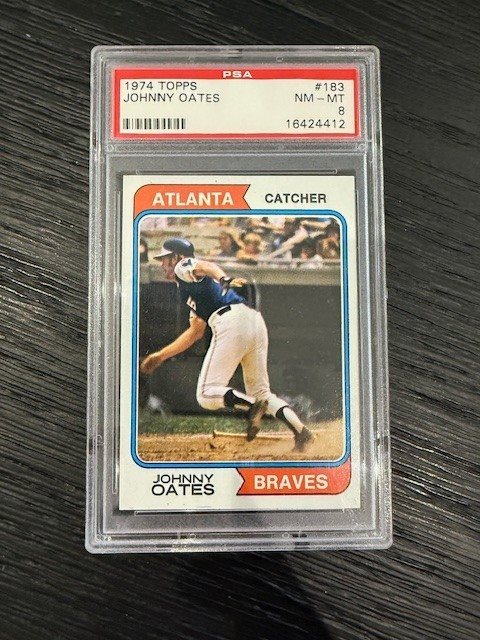 PSA
1974 TOPPS #183
JOHNNY OATES NM - MT
8
16424412
ATLANTA CATCHER
JOHNNY
OATES
BRAVES